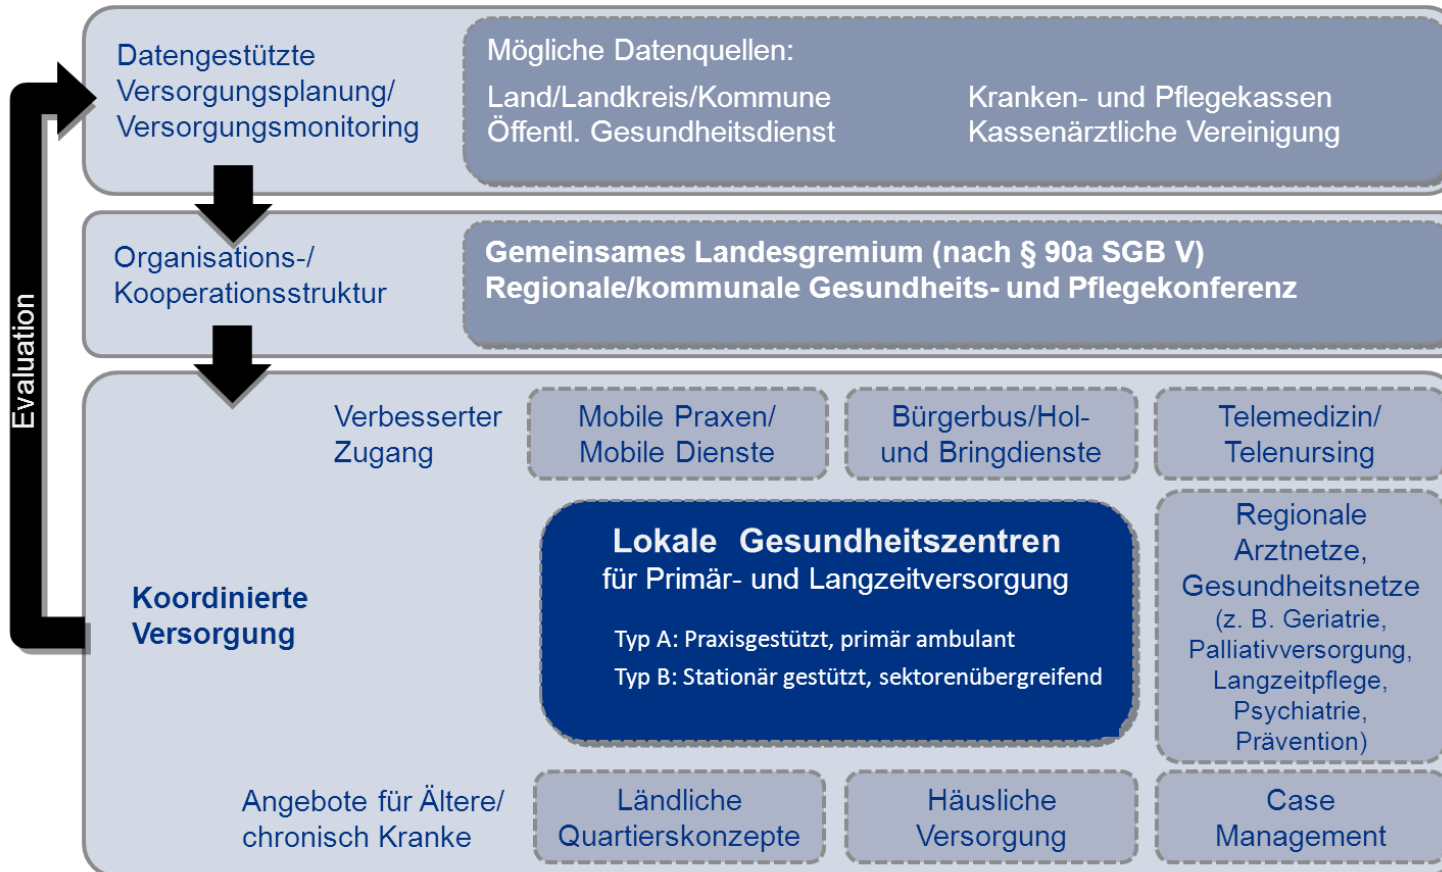 Datengestützte
Versorgungsplanung/
Versorgungsmonitoring
Mögliche Datenquellen:
Land/Landkreis/Kommune
Öffentl. Gesundheitsdienst
Kranken- und Pflegekassen
Kassenärztliche Vereinigung
Organisations-/
Kooperationsstruktur
Gemeinsames Landesgremium (nach § 90a SGB V)
Regionale/kommunale Gesundheits- und Pflegekonferenz
Evaluation
Verbesserter
Zugang
Mobile Praxen/
Mobile Dienste
Bürgerbus/Hol-
und Bringdienste
Telemedizin/
Telenursing
Koordinierte
Versorgung
Lokale Gesundheitszentren
für Primär- und Langzeitversorgung
Typ A: Praxisgestützt, primär ambulant
Typ B: Stationär gestützt, sektorenübergreifend
Regionale
Arztnetze,
Gesundheitsnetze
(z. B. Geriatrie,
Palliativversorgung,
Langzeitpflege,
Psychiatrie,
Prävention)
Angebote für Ältere/
chronisch Kranke
Ländliche
Quartierskonzepte
Häusliche
Versorgung
Case
Management